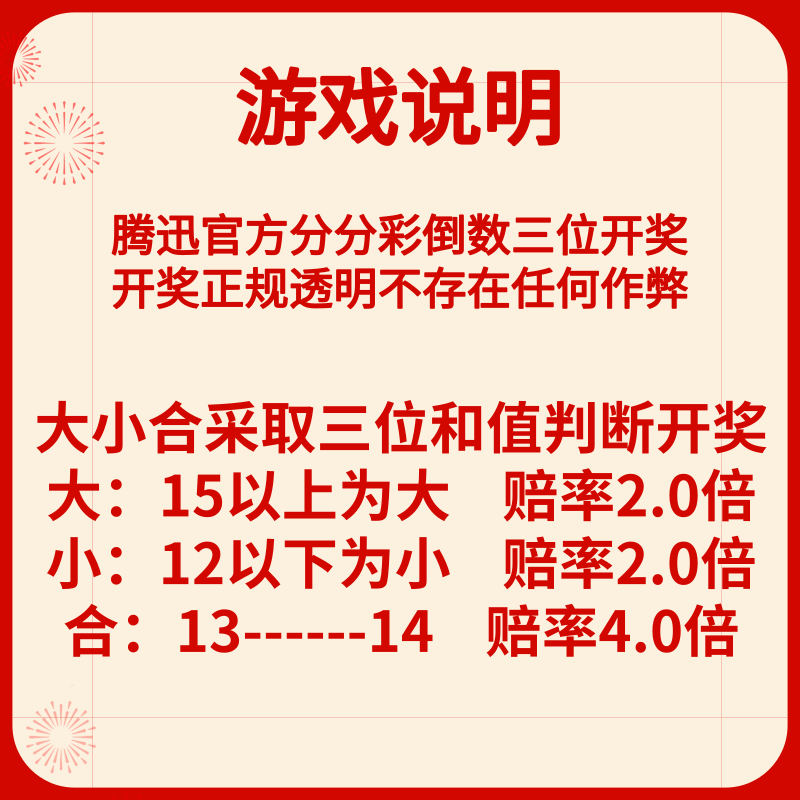 游戏说明
腾迅官方分分彩倒数三位开奖
开奖正规透明不存在任何作弊
大小合采取三位和值判断开奖
大：15以上为大　赔率2.0倍
小：12以下为小　赔率2.0倍
合：13------14　赔率4.0倍